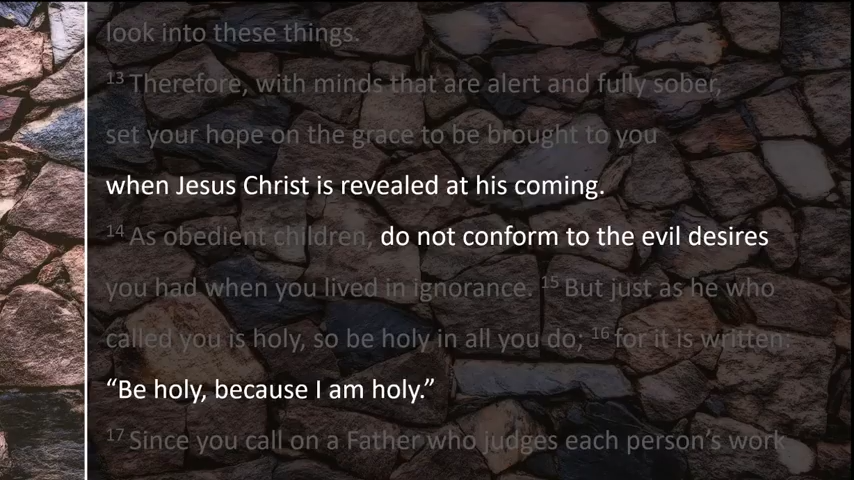 look into these things.
13 Therefore, with minds that are alert and fully sober,
set your hope on the grace to be brought to you
when Jesus Christ is revealed at his coming.
14 As obedient children, do not conform to the evil desires
you had when you lived in ignorance. 15 But just as he who
called you is holy, so be holy in all you do; 16 for it is written:
“Be holy, because I am holy.”
17 Since you call on a Father who judges each person’s work